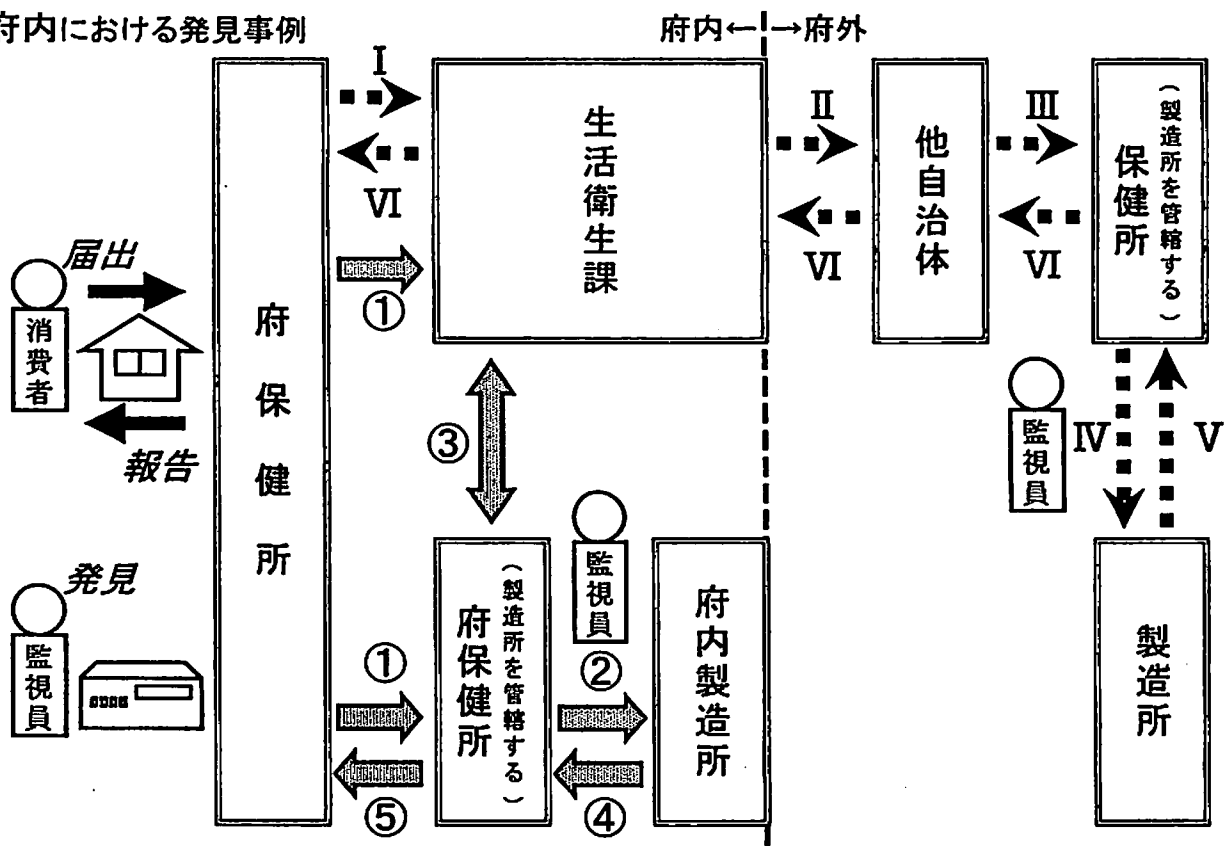 府内における発見事例
府内←
→府外
Ⅰ
Ⅵ
①
生活衛生課
Ⅱ
Ⅵ
他自治体
Ⅲ
Ⅵ
保健所
(製造所を管轄する)
届出
消費者
報告
府保健所
③
監視員
Ⅳ
Ⅴ
発見
監視員
①
⑤
府保健所
(製造所を管轄する)
監視員
②
④
府内製造所
製造所